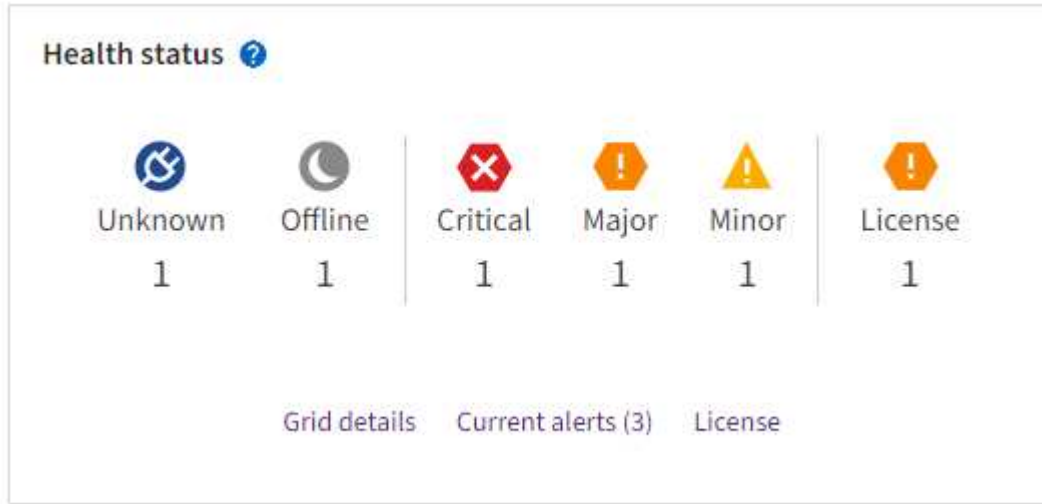 Health status ?
Unknown Offline Critical Major Minor License
1 1 1 1 1 1
Grid details Current alerts (3) License